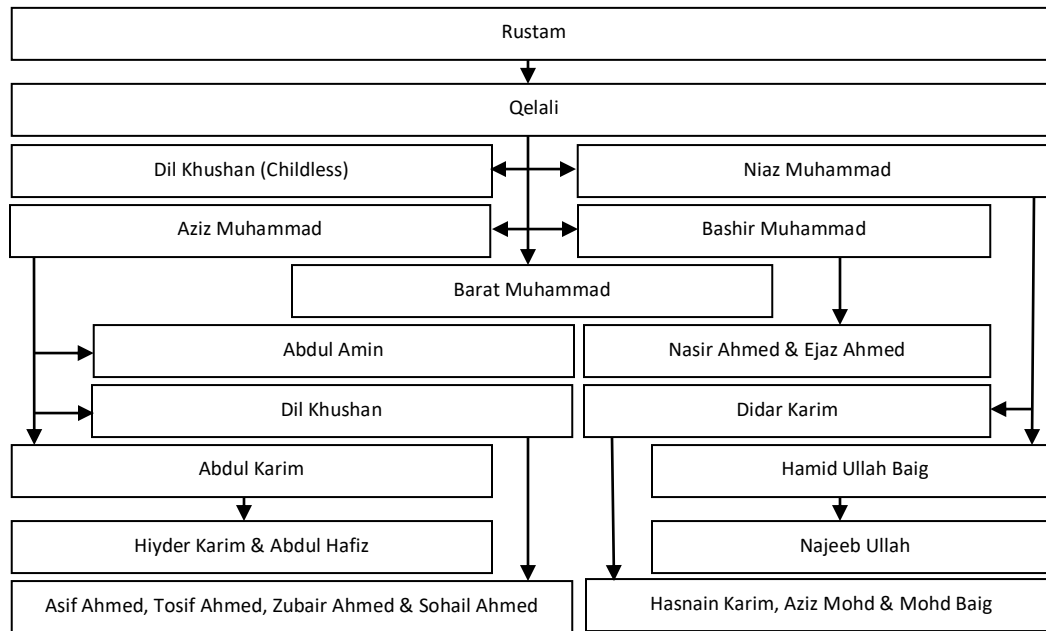 Rustam
Qelali
Dil Khushan (Childless)
Niaz Muhammad
Aziz Muhammad
Bashir Muhammad
Barat Muhammad
Abdul Amin
Nasir Ahmed & Ejaz Ahmed
Dil Khushan
Didar Karim
Abdul Karim
Hamid Ullah Baig
Hiyder Karim & Abdul Hafiz
Najeeb Ullah
Asif Ahmed, Tosif Ahmed, Zubair Ahmed & Sohail Ahmed
Hasnain Karim, Aziz Mohd & Mohd Baig